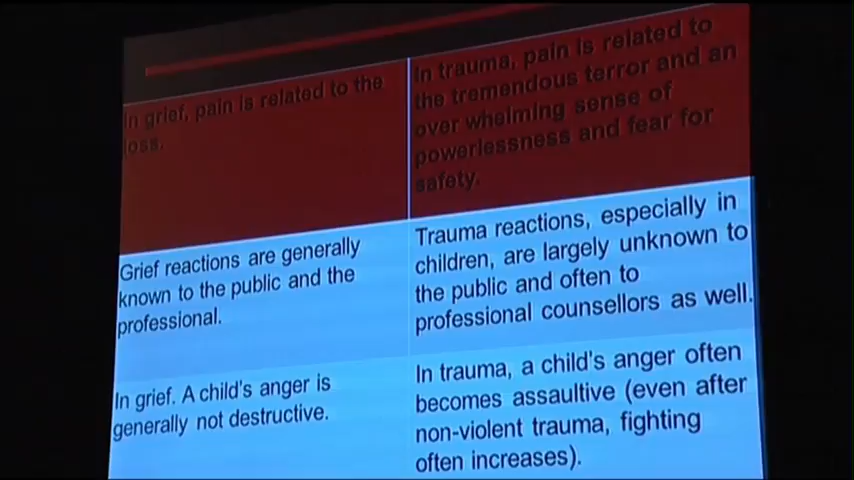 In grief, pain is related to the
loss.
In trauma, pain is related to
the tremendous terror and an
over whelming sense of
powerlessness and fear for
safety.
Grief reactions are generally
known to the public and the
professional.
Trauma reactions, especially in
children, are largely unknown to
the public and often to
professional counsellors as well.
In grief. A child's anger is
generally not destructive.
In trauma, a child's anger often
becomes assaultive (even after
non-violent trauma, fighting
often increases).